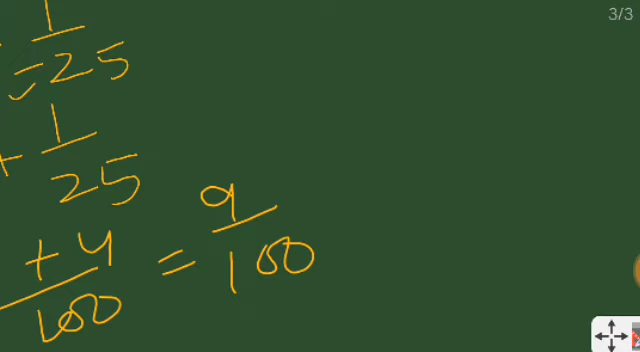 3/3
= 1/25
+ 1/25
+ 4/100 = 9/100